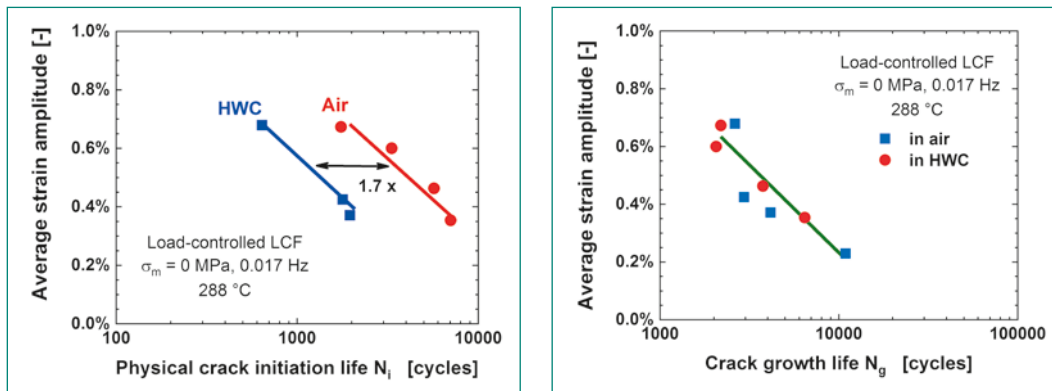 1.0%
0.8%
0.6%
0.4%
0.2%
0.0%
Average strain amplitude [-]
HWC
Air
1.7 x
Load-controlled LCF
σm = 0 MPa, 0.017 Hz
288 °C
100
1000
10000
Physical crack initiation life Ni [cycles]
1.0%
0.8%
0.6%
0.4%
0.2%
0.0%
Average strain amplitude [-]
Load-controlled LCF
σm = 0 MPa, 0.017 Hz
288 °C
in air
in HWC
1000
10000
100000
Crack growth life Ng [cycles]